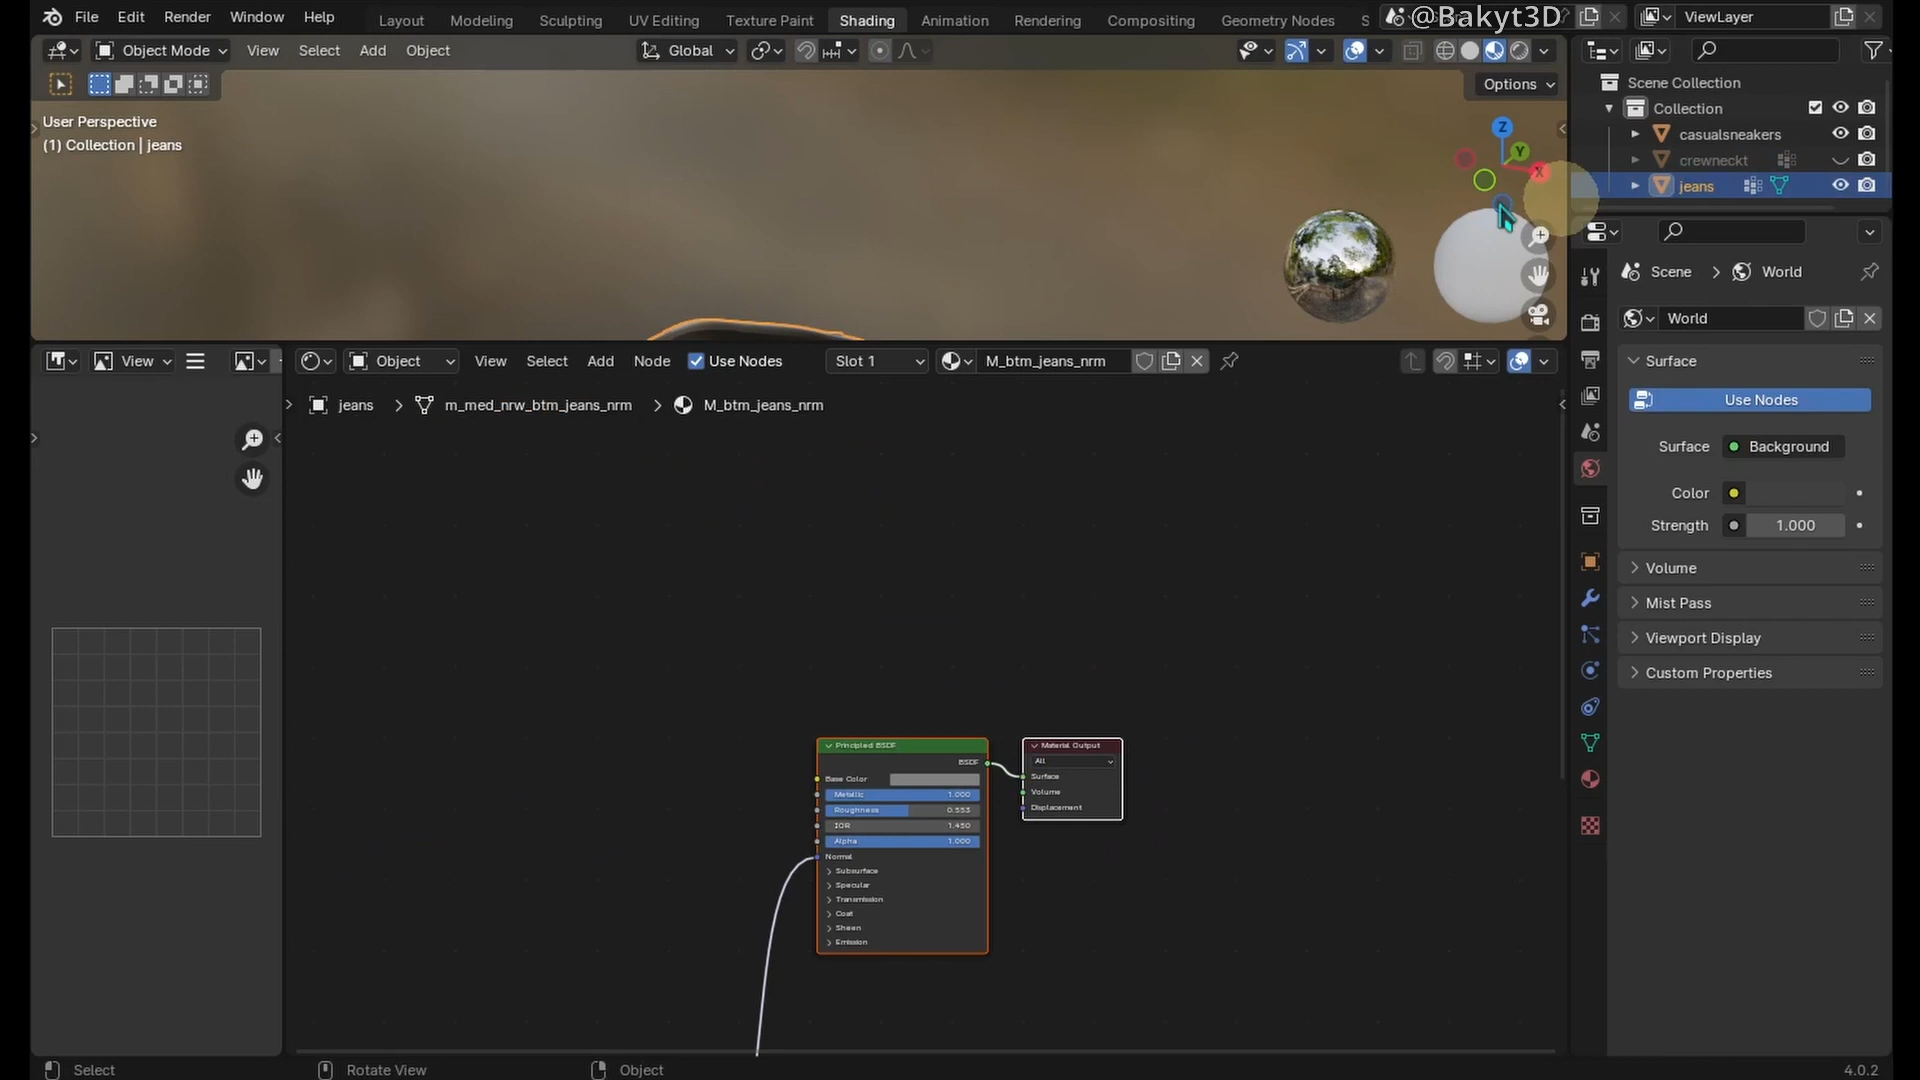 File Edit Render Window Help Layout Modeling Sculpting UV Editing Texture Paint Shading Animation Rendering Compositing Geometry Nodes S @Bakyt3D ViewLayer
Object Mode View Select Add Object Global
Options
User Perspective
(1) Collection | jeans
Z
Y
X
Scene Collection
Collection
casualsneakers
crewneckt
jeans
Scene > World
World
Surface
Use Nodes
Surface Background
Color
Strength 1.000
Volume
Mist Pass
Viewport Display
Custom Properties
View Object View Select Add Node Use Nodes Slot 1 M_btm_jeans_nrm
jeans > m_med_nrw_btm_jeans_nrm > M_btm_jeans_nrm
Principled BSDF
BSDF
Base Color
Metallic 1.000
Roughness 0.553
IOR 1.450
Alpha 1.000
Normal
Subsurface
Specular
Transmission
Coat
Sheen
Emission
Material Output
All
Surface
Volume
Displacement
Select Rotate View Object 4.0.2